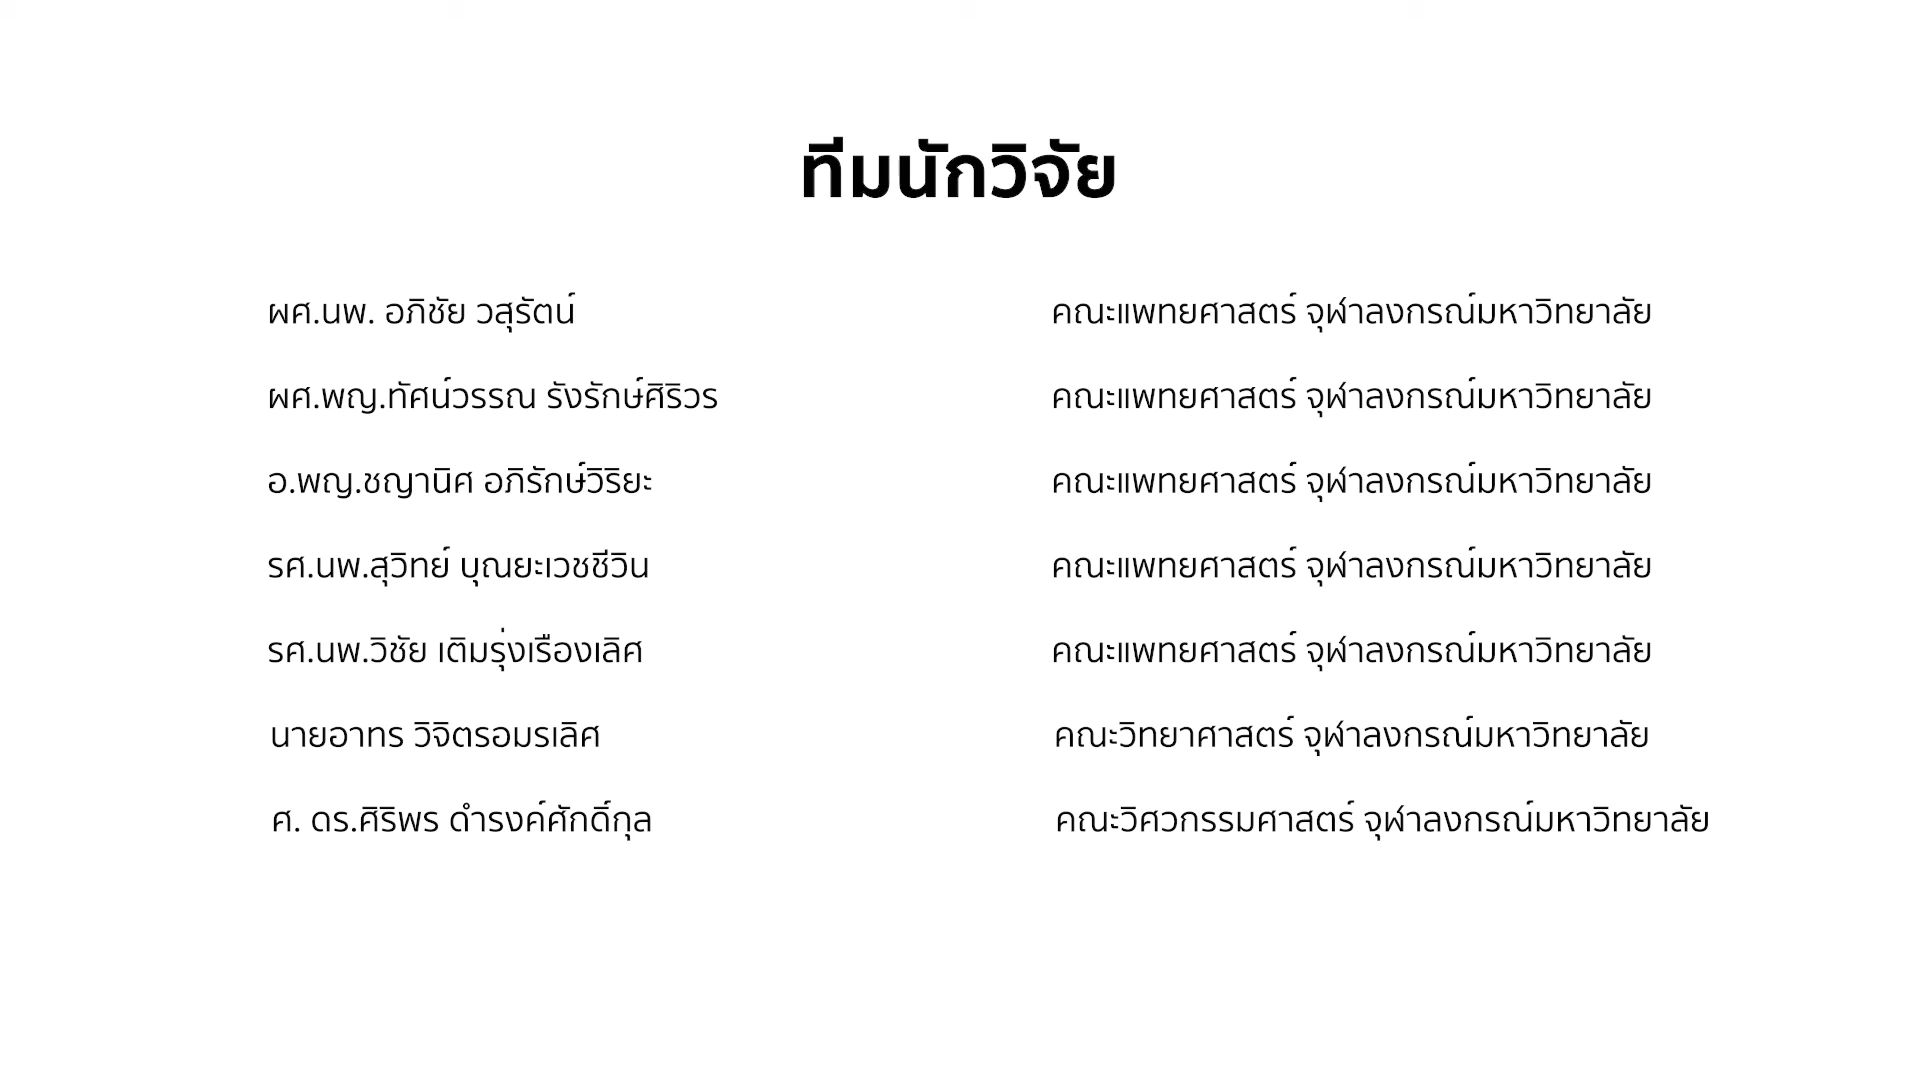 ทีมนักวิจัย
ผศ.นพ. อภิชัย วสุรัตน์ คณะแพทยศาสตร์ จุฬาลงกรณ์มหาวิทยาลัย
ผศ.พญ.ทัศน์วรรณ รังรักษ์ศิริวร คณะแพทยศาสตร์ จุฬาลงกรณ์มหาวิทยาลัย
อ.พญ.ชญานิศ อภิรักษ์วิริยะ คณะแพทยศาสตร์ จุฬาลงกรณ์มหาวิทยาลัย
รศ.นพ.สุวิทย์ บุณยะเวชชีวิน คณะแพทยศาสตร์ จุฬาลงกรณ์มหาวิทยาลัย
รศ.นพ.วิชัย เติมรุ่งเรืองเลิศ คณะแพทยศาสตร์ จุฬาลงกรณ์มหาวิทยาลัย
นายอาทร วิจิตรอมรเลิศ คณะวิทยาศาสตร์ จุฬาลงกรณ์มหาวิทยาลัย
ศ. ดร.ศิริพร ดำรงค์ศักดิ์กุล คณะวิศวกรรมศาสตร์ จุฬาลงกรณ์มหาวิทยาลัย